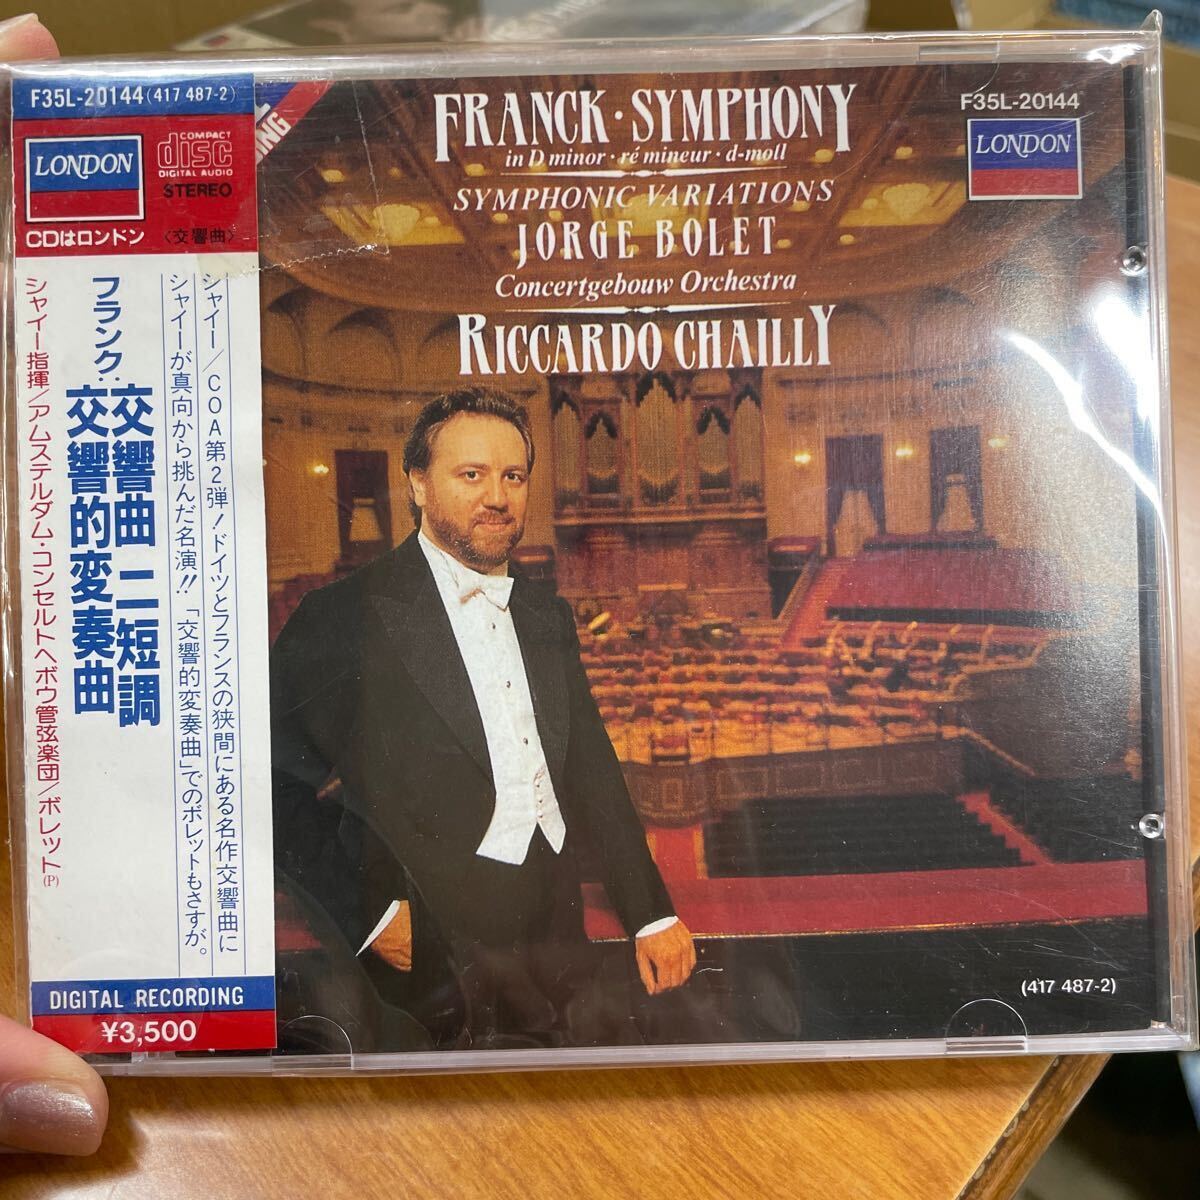 F35L-20144 (417 487-2)
LONDON
COMPACT
disc
DIGITAL AUDIO
STEREO
CDはロンドン
〈交響曲〉
シャイー/COA第2弾!ドイツとフランスの狭間にある名作交響曲に
シャイーが真向から挑んだ名演!!「交響的変奏曲」でのボレットもさすが。
フランク:
交響曲 ニ短調
交響的変奏曲
シャイー指揮/アムステルダム・コンセルトヘボウ管弦楽団/ボレット(P)
DIGITAL RECORDING
¥3,500
FRANCK · SYMPHONY
in D minor · ré mineur · d-moll
SYMPHONIC VARIATIONS
JORGE BOLET
Concertgebouw Orchestra
RICCARDO CHAILLY
F35L-20144
LONDON
(417 487-2)